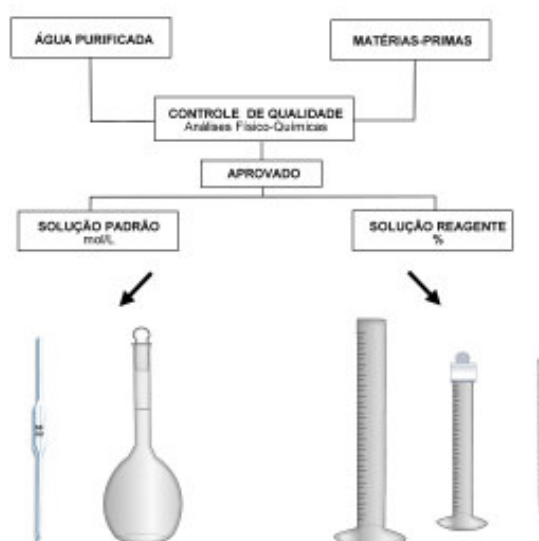 ÁGUA PURIFICADA
MATÉRIAS-PRIMAS
CONTROLE DE QUALIDADE
Análises Físico-Químicas
APROVADO
SOLUÇÃO PADRÃO
mol/L
SOLUÇÃO REAGENTE
%